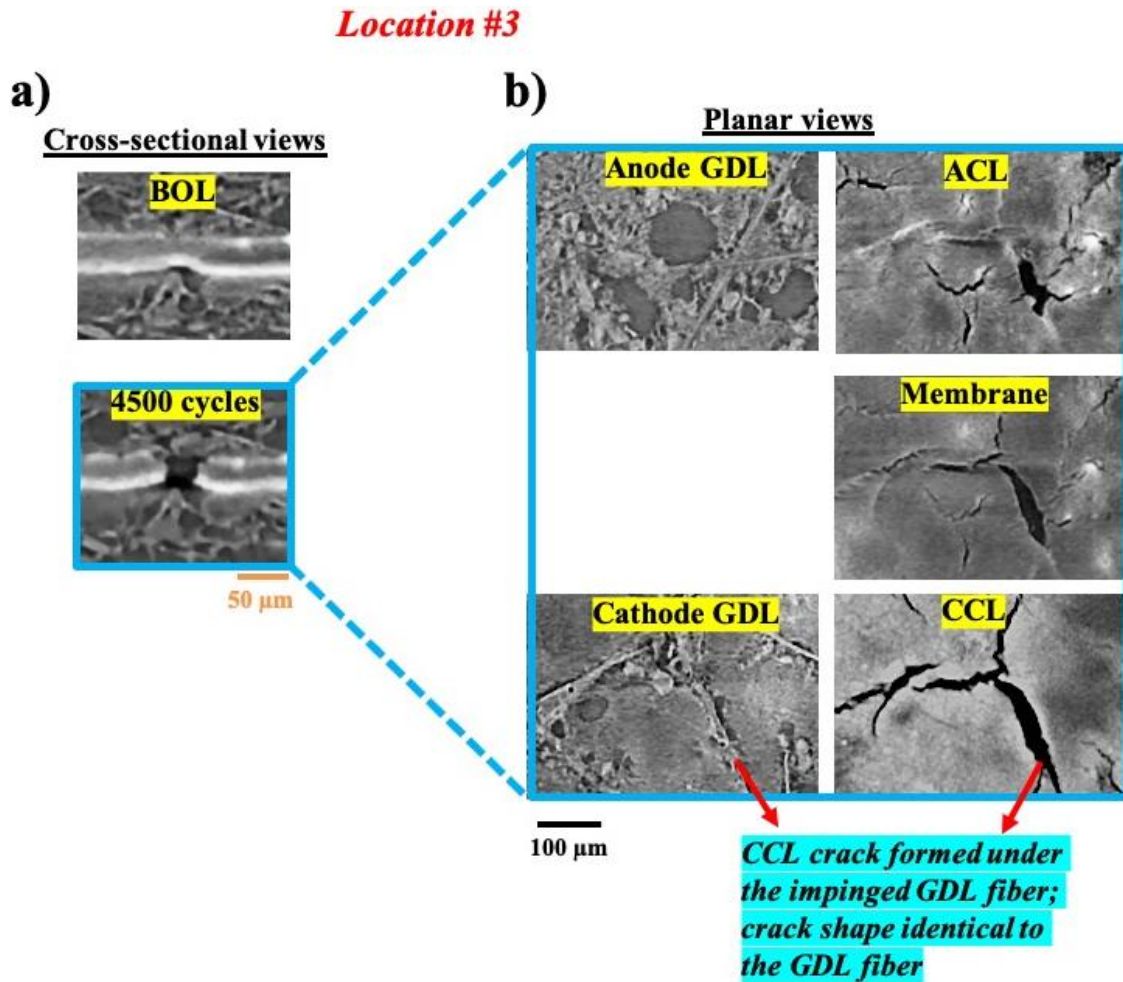 Location #3
a)
b)
Cross-sectional views
Planar views
BOL
Anode GDL
ACL
4500 cycles
Membrane
50 μm
Cathode GDL
CCL
100 μm
CCL crack formed under
the impinged GDL fiber;
crack shape identical to
the GDL fiber